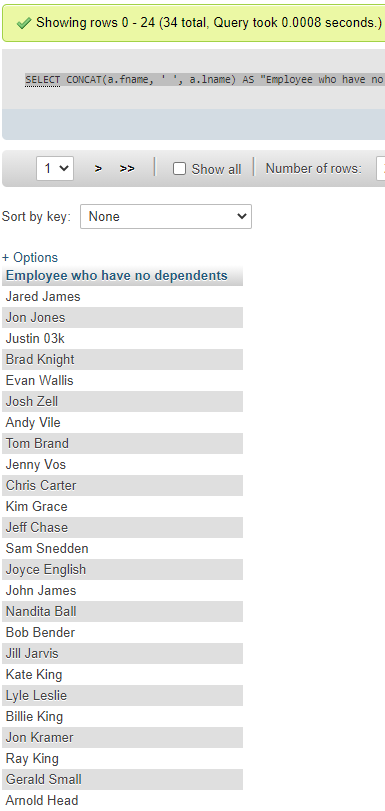 Showing rows 0 - 24 (34 total, Query took 0.0008 seconds.)
SELECT CONCAT(a.fname, ' ', a.lname) AS "Employee who have no
1 > >> Show all Number of rows:
Sort by key: None
+ Options
Employee who have no dependents
Jared James
Jon Jones
Justin 03k
Brad Knight
Evan Wallis
Josh Zell
Andy Vile
Tom Brand
Jenny Vos
Chris Carter
Kim Grace
Jeff Chase
Sam Snedden
Joyce English
John James
Nandita Ball
Bob Bender
Jill Jarvis
Kate King
Lyle Leslie
Billie King
Jon Kramer
Ray King
Gerald Small
Arnold Head